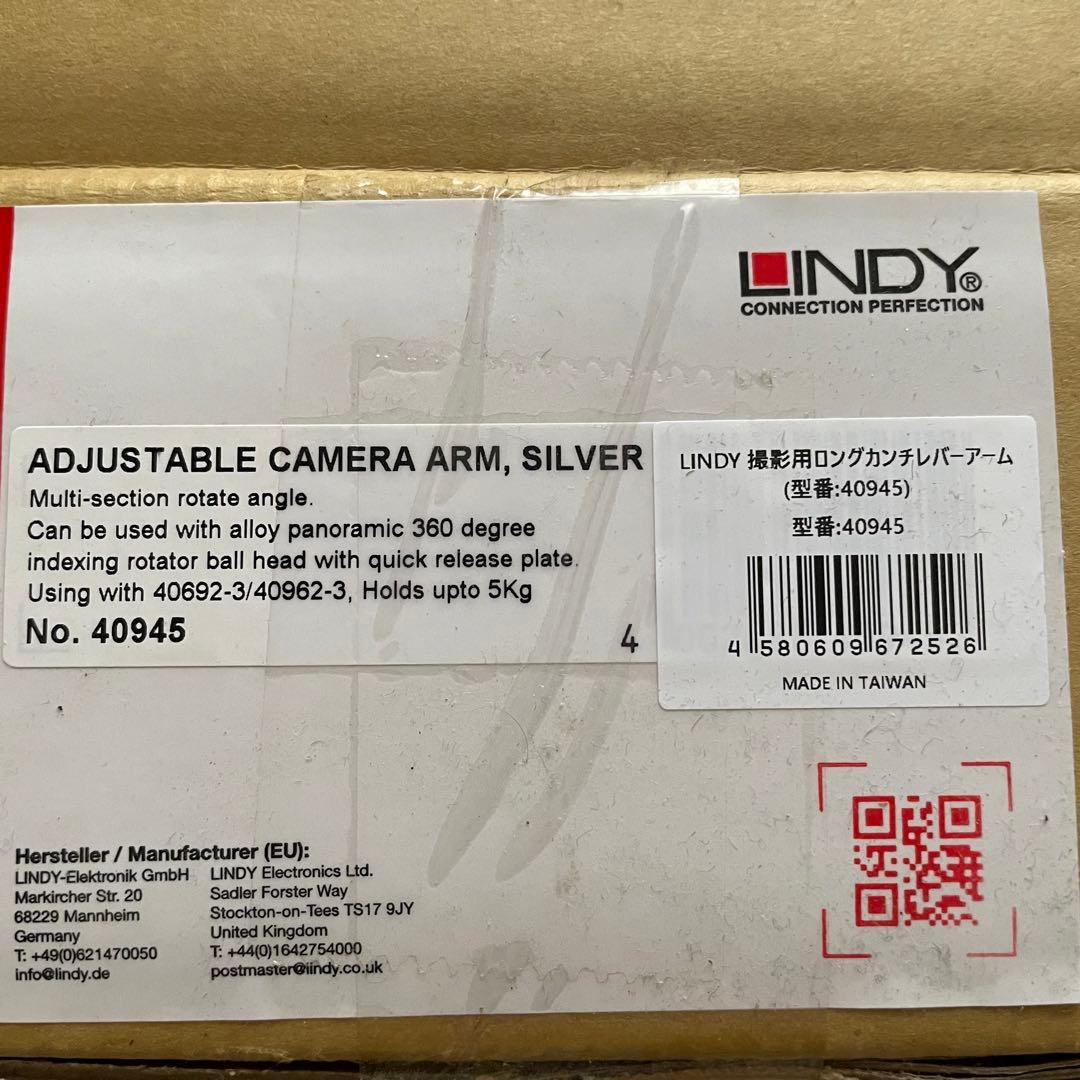 LINDY®
CONNECTION PERFECTION
ADJUSTABLE CAMERA ARM, SILVER
Multi-section rotate angle.
Can be used with alloy panoramic 360 degree
indexing rotator ball head with quick release plate.
Using with 40692-3/40962-3, Holds upto 5Kg
No. 40945
4
LINDY 撮影用ロングカンチレバーアーム
(型番:40945)
型番:40945
4 580609 672526
MADE IN TAIWAN
Hersteller / Manufacturer (EU):
LINDY-Elektronik GmbH
Markircher Str. 20
68229 Mannheim
Germany
T: +49(0)621470050
info@lindy.de
LINDY Electronics Ltd.
Sadler Forster Way
Stockton-on-Tees TS17 9JY
United Kingdom
T: +44(0)1642754000
postmaster@lindy.co.uk